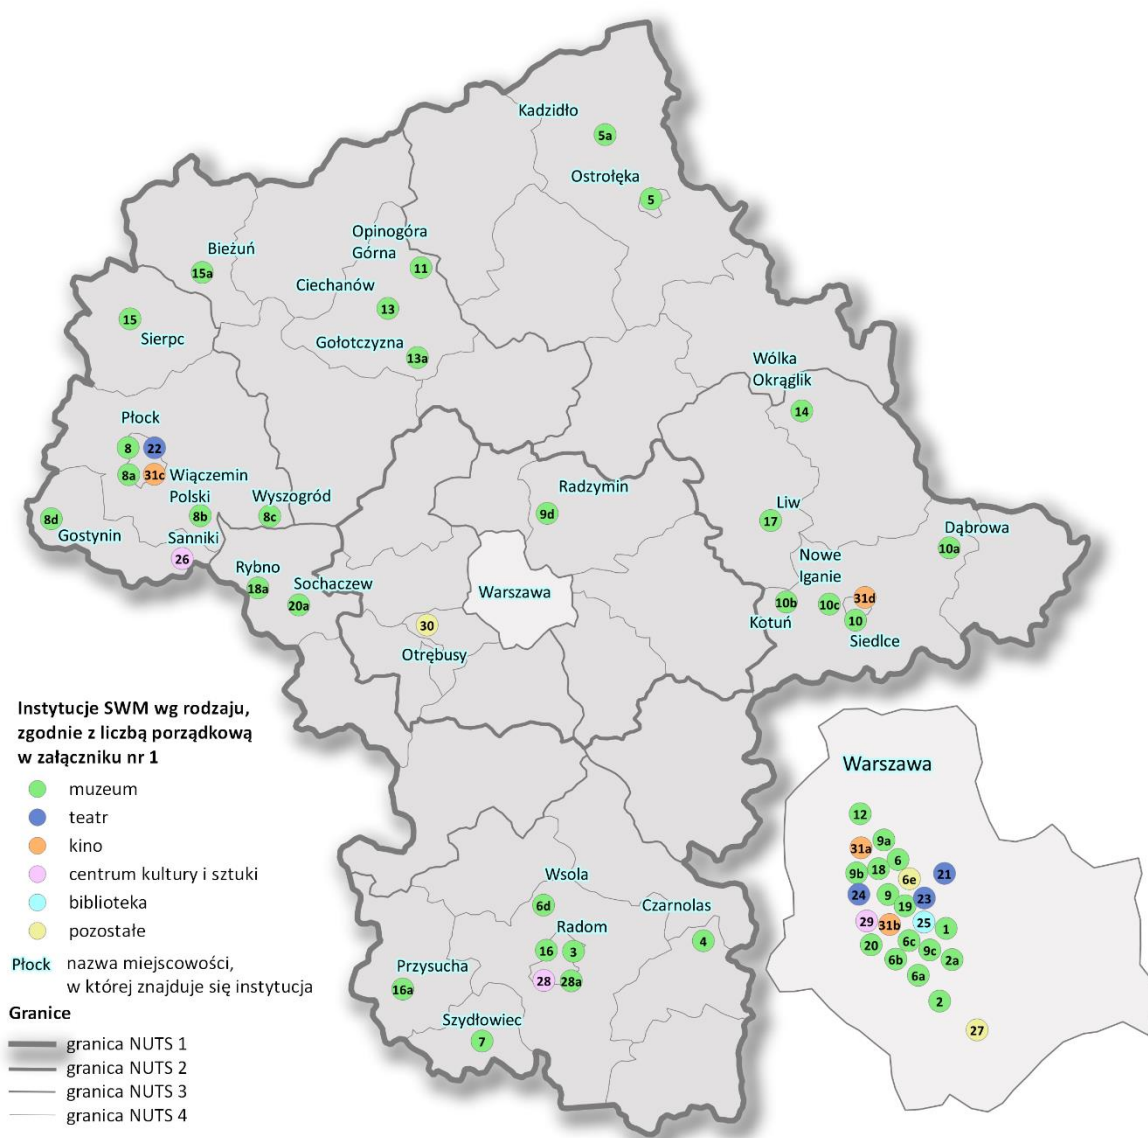 Kadzidło
5a
Ostrołęka
5
Opinogóra
Górna
11
Bieżuń
15a
Ciechanów
13
15
Sierpc
Gołotczyzna
13a
Wólka
Okrąglik
14
Płock
8
22
8a
31c
Wiączemin
Polski
8b
Wyszogród
8c
8d
Gostynin
Sanniki
26
Radzymin
9d
Liw
17
Dąbrowa
10a
Rybno
18a
Sochaczew
20a
Warszawa
Nowe
Iganie
10b
10c
31d
10
Kotuń
Siedlce
30
Otrębusy
Instytucje SWM wg rodzaju,
zgodnie z liczbą porządkową
w załączniku nr 1
muzeum
teatr
kino
centrum kultury i sztuki
biblioteka
pozostałe
Płock nazwa miejscowości,
w której znajduje się instytucja
Granice
granica NUTS 1
granica NUTS 2
granica NUTS 3
granica NUTS 4
Wsola
6d
Radom
16
3
28
28a
Czarnolas
4
Przysucha
16a
Szydłowiec
7
Warszawa
12
9a
31a
6
9b
18
6e
21
24
9
19
23
29
31b
25
1
20
6c
9c
6b
2a
6a
2
27